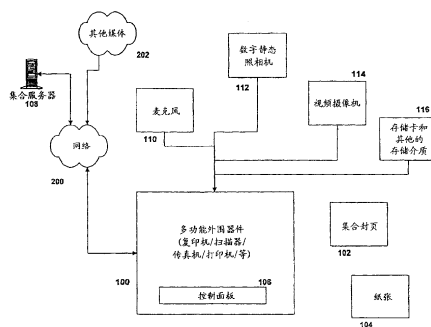 其他媒体
202
数字静态
照相机
112
114
视频摄像机
116
存储卡和
其他的
存储介质
集合服务器
108
麦克风
110
网络
200
多功能外围器件
(复印机/扫描器/
传真机/打印机/等)
100
106
控制面板
集合封页
102
纸张
104